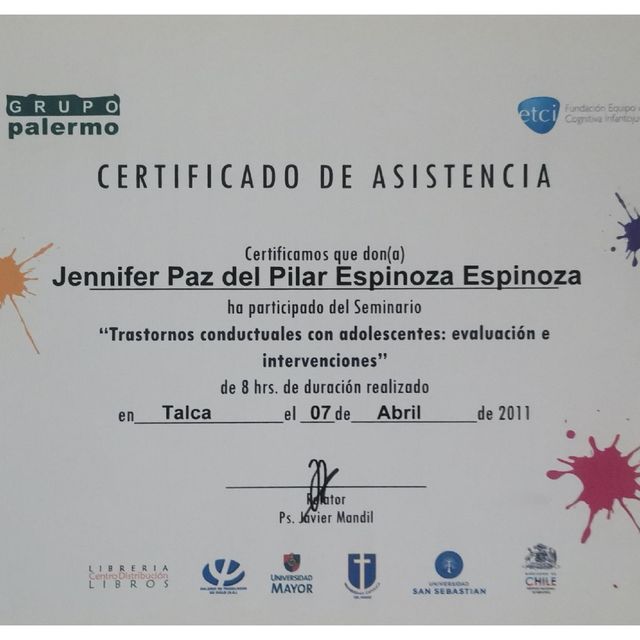 GRUPO
palermo
etci
Fundación Equipo
Cognitiva Infantoju
CERTIFICADO DE ASISTENCIA
Certificamos que don(a)
Jennifer Paz del Pilar Espinoza Espinoza
ha participado del Seminario
“Trastornos conductuales con adolescentes: evaluación e
intervenciones”
de 8 hrs. de duración realizado
en Talca el 07 de Abril de 2011
Relator
Ps. Javier Mandil
LIBRERIA
Centro Distribución
LIBROS
UNIVERSIDAD
MAYOR
UNIVERSIDAD
SAN SEBASTIAN
CHILE